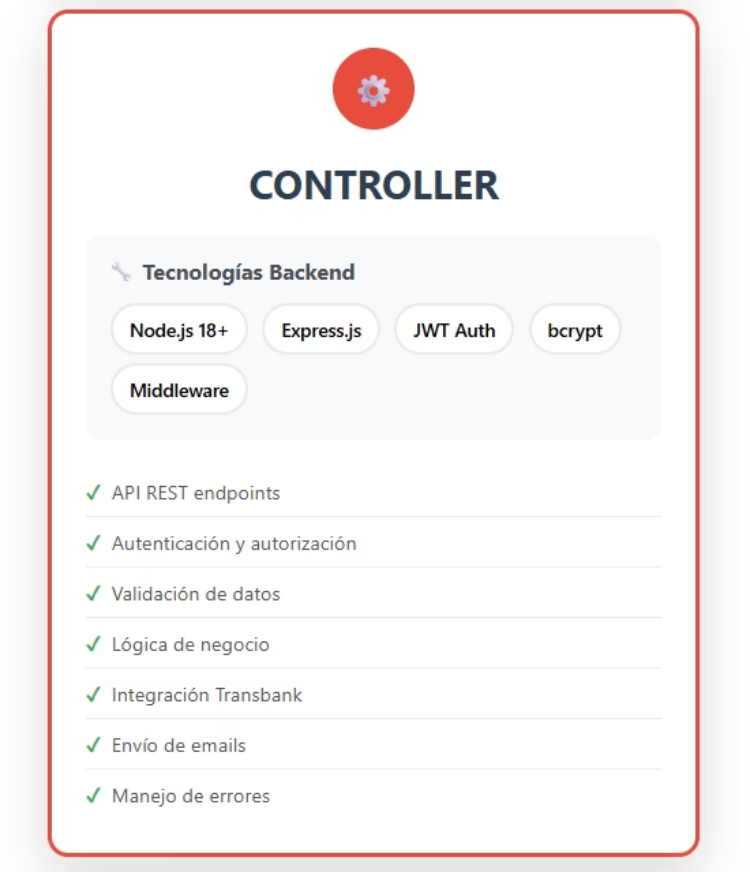 CONTROLLER
Tecnologías Backend
Node.js 18+ Express.js JWT Auth bcrypt
Middleware
✓ API REST endpoints
✓ Autenticación y autorización
✓ Validación de datos
✓ Lógica de negocio
✓ Integración Transbank
✓ Envío de emails
✓ Manejo de errores